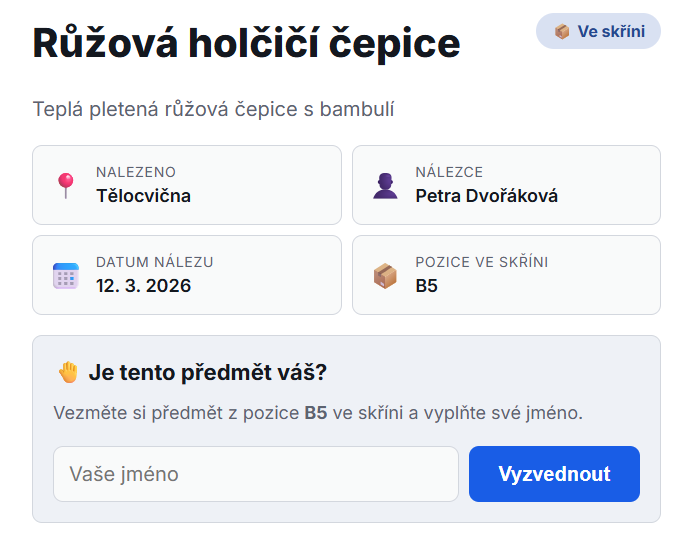 Růžová holčičí čepice
Ve skříni
Teplá pletená růžová čepice s bambulí
NALEZENO
Tělocvična
NÁLEZCE
Petra Dvořáková
DATUM NÁLEZU
12. 3. 2026
POZICE VE SKŘÍNI
B5
Je tento předmět váš?
Vezměte si předmět z pozice B5 ve skříni a vyplňte své jméno.
Vaše jméno
Vyzvednout